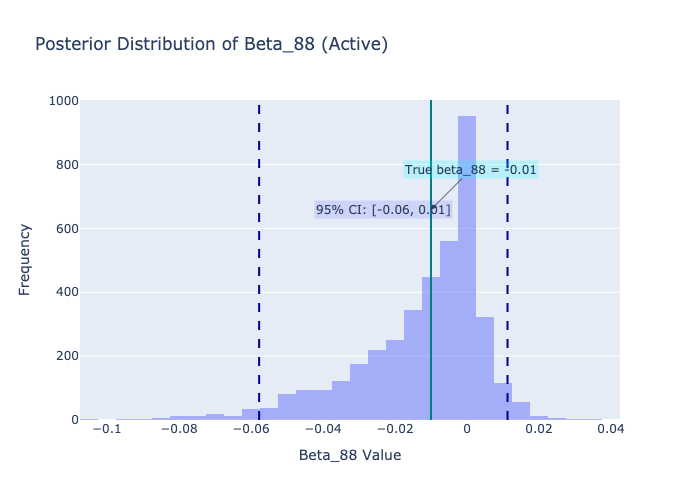 Posterior Distribution of Beta_88 (Active)
1000
800
600
400
200
0
Frequency
True beta_88 = -0.01
95% CI: [-0.06, 0.01]
−0.1
−0.08
−0.06
−0.04
−0.02
0
0.02
0.04
Beta_88 Value